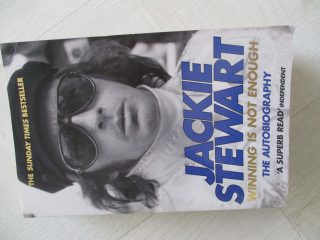 THE SUNDAY TIMES BESTSELLER
JACKIE
STEWART
WINNING IS NOT ENOUGH
THE AUTOBIOGRAPHY
'A SUPERB READ' INDEPENDENT